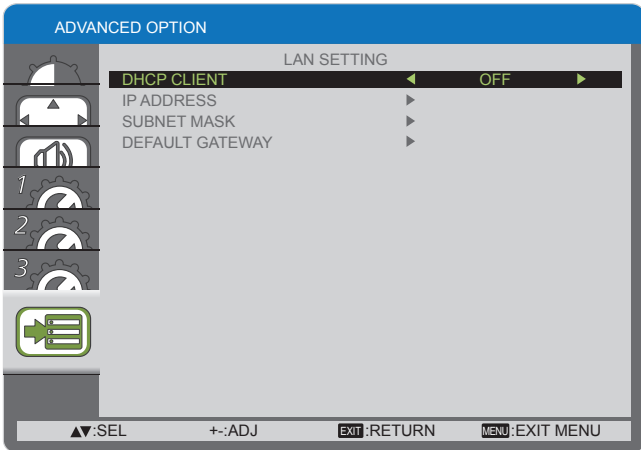 ADVANCED OPTION
LAN SETTING
DHCP CLIENT ◀ OFF ▶
IP ADDRESS ▶
SUBNET MASK ▶
DEFAULT GATEWAY ▶
1
2
3
▲▼:SEL +-:ADJ EXIT:RETURN MENU:EXIT MENU